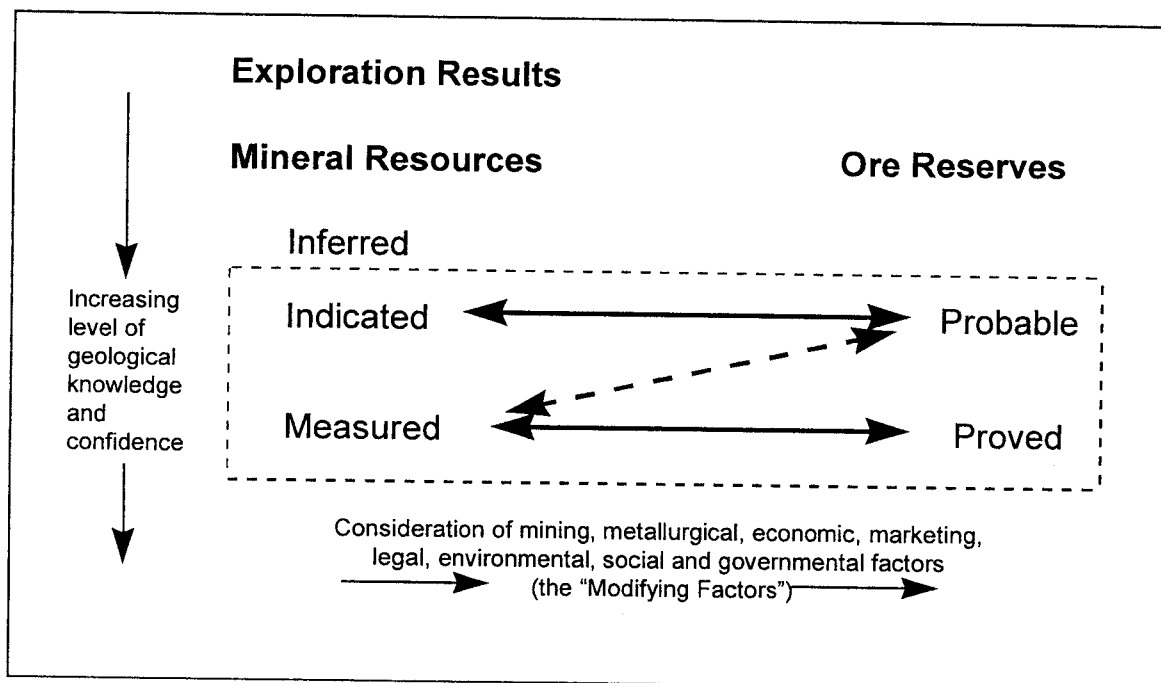 Exploration Results
Mineral Resources
Ore Reserves
Inferred
Increasing
level of
geological
knowledge
and
confidence
Indicated
Probable
Measured
Proved
Consideration of mining, metallurgical, economic, marketing,
legal, environmental, social and governmental factors
(the “Modifying Factors”)